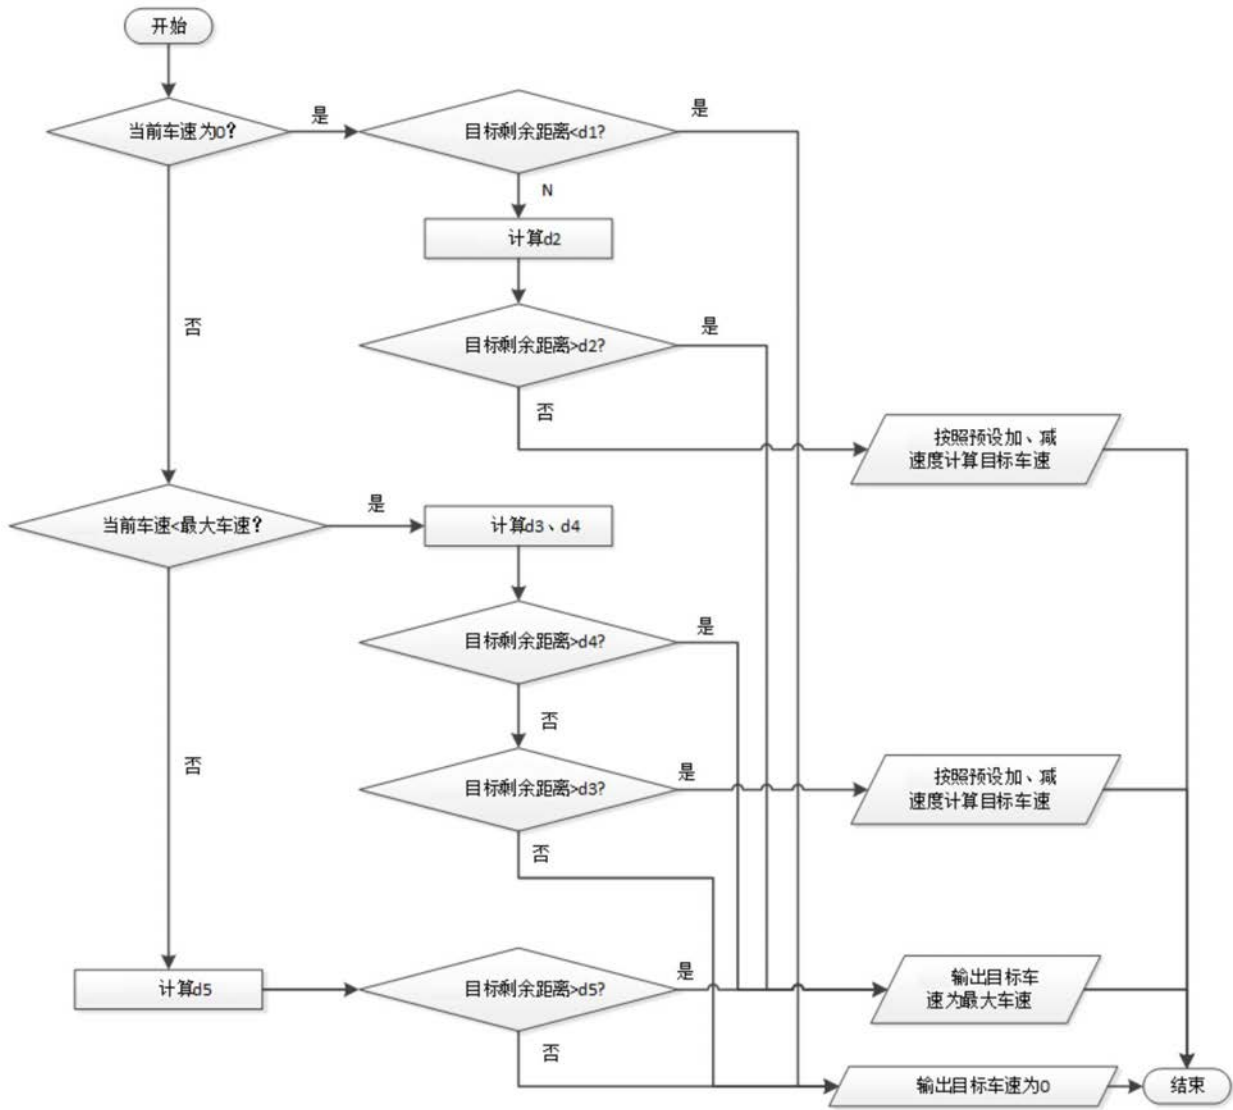 开始
当前车速为0？
是
目标剩余距离<d1?
是
N
计算d2
否
目标剩余距离>d2?
是
否
按照预设加、减
速度计算目标车速
当前车速<最大车速？
是
计算d3、d4
目标剩余距离>d4?
是
否
否
目标剩余距离>d3?
是
按照预设加、减
速度计算目标车速
否
计算d5
目标剩余距离>d5?
是
输出目标车
速为最大车速
否
输出目标车速为0
结束